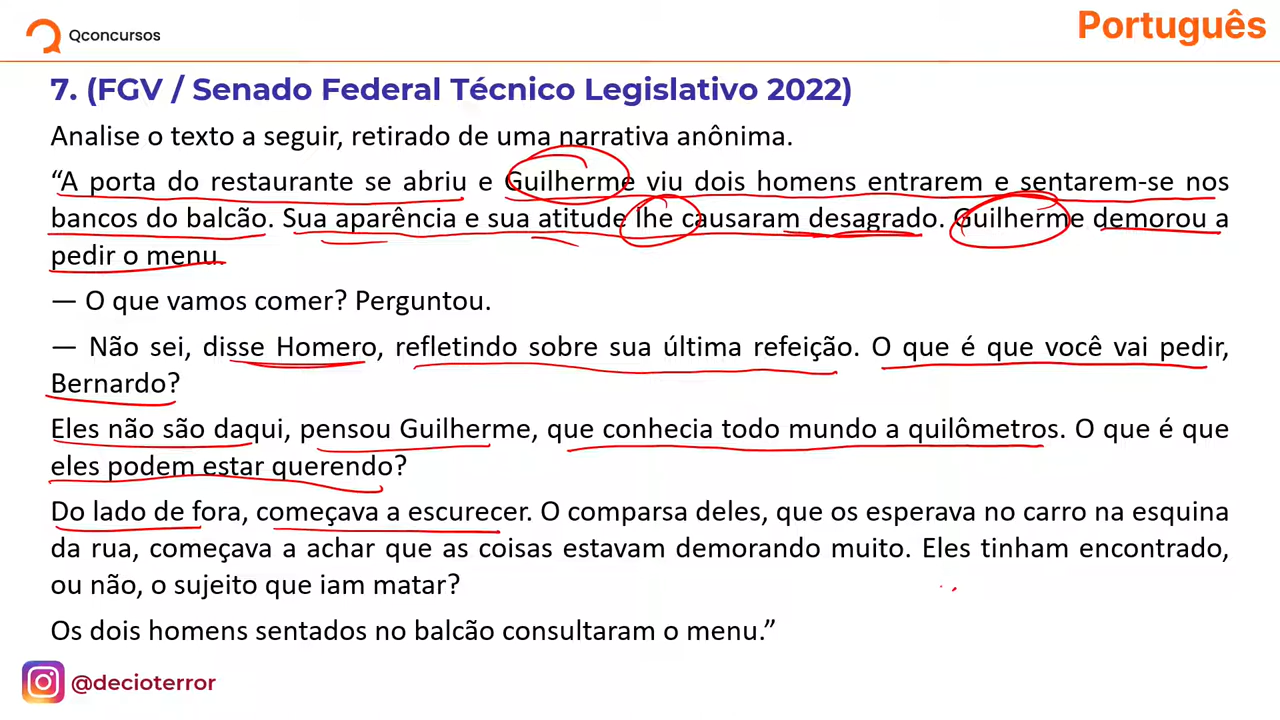 Qconcursos
Português
7. (FGV / Senado Federal Técnico Legislativo 2022)
Analise o texto a seguir, retirado de uma narrativa anônima.
“A porta do restaurante se abriu e Guilherme viu dois homens entrarem e sentarem-se nos
bancos do balcão. Sua aparência e sua atitude lhe causaram desagrado. Guilherme demorou a
pedir o menu.
— O que vamos comer? Perguntou.
— Não sei, disse Homero, refletindo sobre sua última refeição. O que é que você vai pedir,
Bernardo?
Eles não são daqui, pensou Guilherme, que conhecia todo mundo a quilômetros. O que é que
eles podem estar querendo?
Do lado de fora, começava a escurecer. O comparsa deles, que os esperava no carro na esquina
da rua, começava a achar que as coisas estavam demorando muito. Eles tinham encontrado,
ou não, o sujeito que iam matar?
Os dois homens sentados no balcão consultaram o menu.”
@decioterror